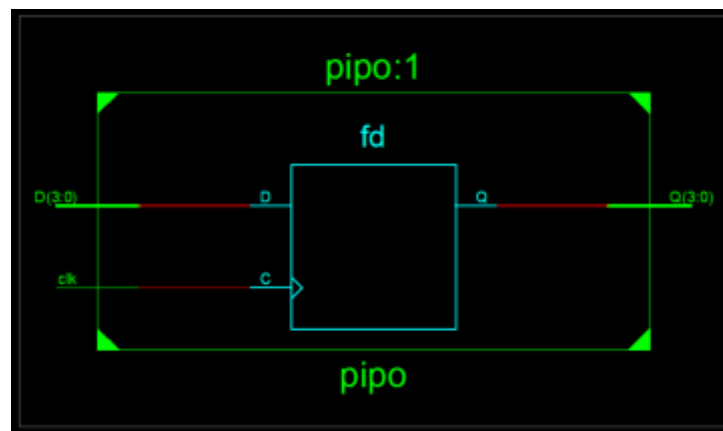 pipo:1
fd
D(3:0)
D
Q
Q(3:0)
clk
C
pipo